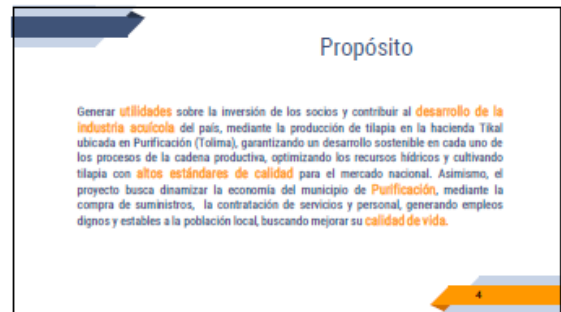 Propósito
Generar utilidades sobre la inversión de los socios y contribuir al desarrollo de la
industria acuícola del país, mediante la producción de tilapia en la hacienda Tikal
ubicada en Purificación (Tolima), garantizando un desarrollo sostenible en cada uno de
los procesos de la cadena productiva, optimizando los recursos hídricos y cultivando
tilapia con altos estándares de calidad para el mercado nacional. Asimismo, el
proyecto busca dinamizar la economía del municipio de Purificación, mediante la
compra de suministros, la contratación de servicios y personal, generando empleos
dignos y estables a la población local, buscando mejorar su calidad de vida.
4